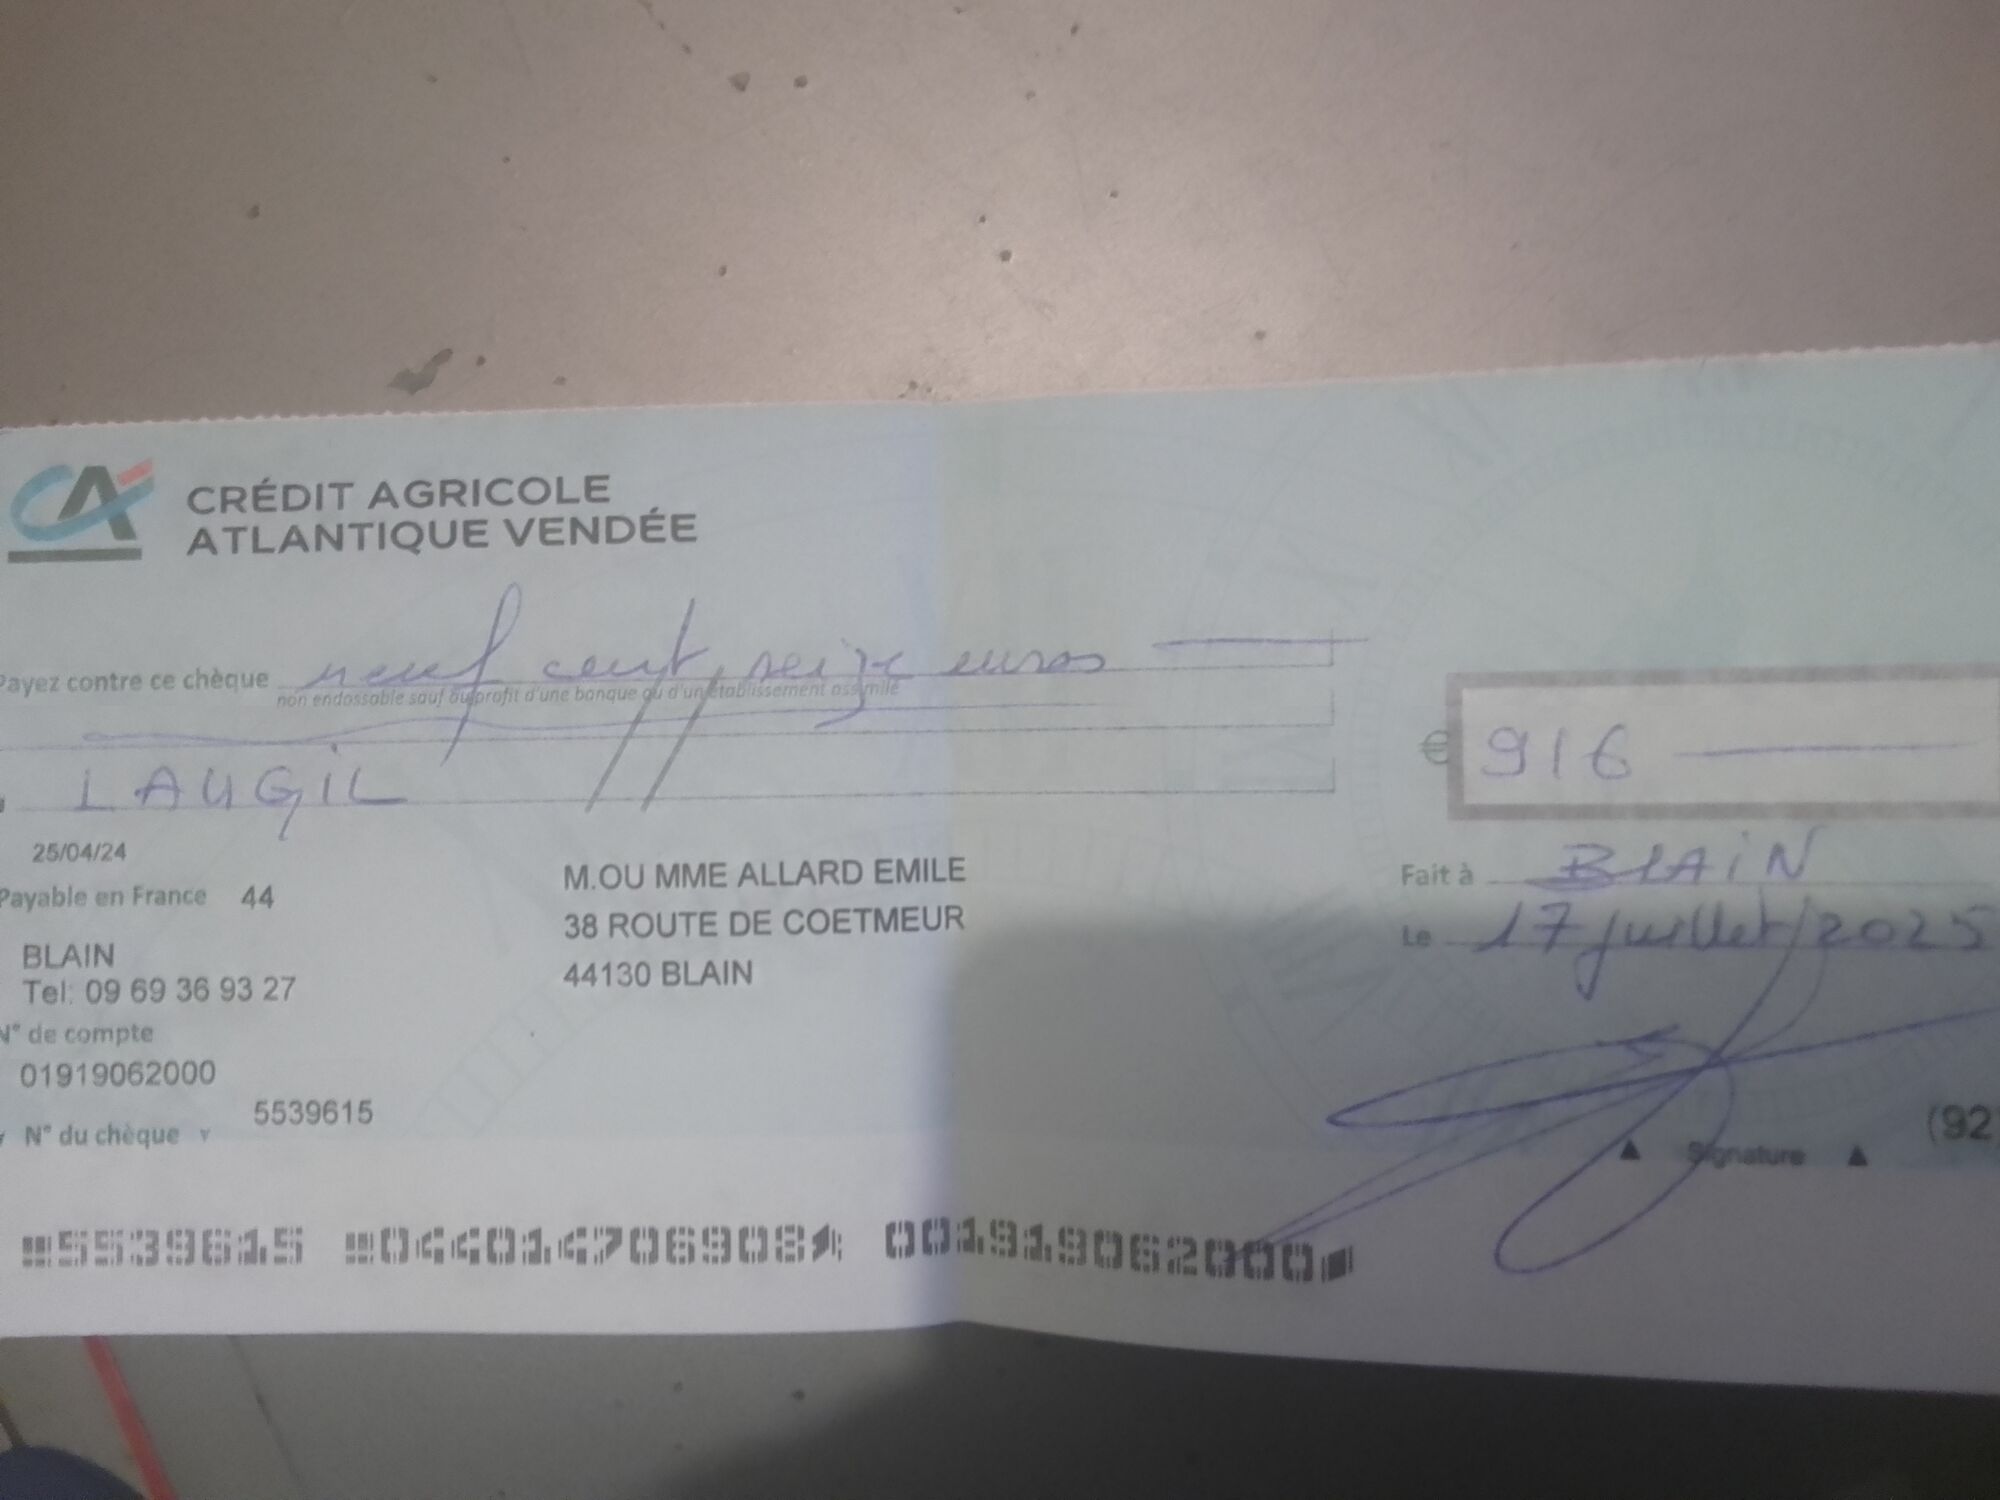 CRÉDIT AGRICOLE
ATLANTIQUE VENDÉE
Payez contre ce chèque neuf cent seize euros
non endossable sauf au profit d'une banque ou d'un établissement assimilé
€ 916
LAUGIL
25/04/24
Payable en France 44
BLAIN
Tel: 09 69 36 93 27
N° de compte
01919062000
5539615
N° du chèque
M.OU MME ALLARD EMILE
38 ROUTE DE COETMEUR
44130 BLAIN
Fait à BLAIN
Le 17 juillet 2025
Signature
(92
5539615 044014706908 001919062000